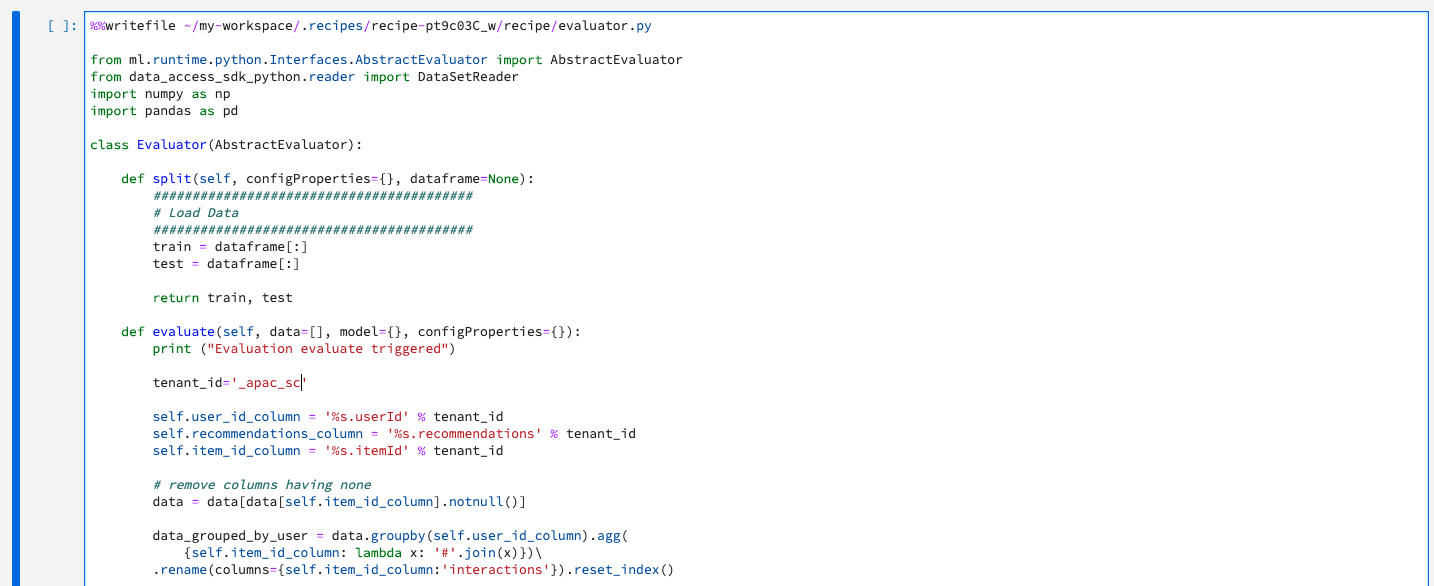 [ ]: %%writefile ~/my-workspace/.recipes/recipe-pt9c03C_w/recipe/evaluator.py
from ml.runtime.python.Interfaces.AbstractEvaluator import AbstractEvaluator
from data_access_sdk_python.reader import DataSetReader
import numpy as np
import pandas as pd
class Evaluator(AbstractEvaluator):
    def split(self, configProperties={}, dataframe=None):
        #########################################
        # Load Data
        #########################################
        train = dataframe[:]
        test = dataframe[:]
        return train, test
    def evaluate(self, data=[], model={}, configProperties={}):
        print ("Evaluation evaluate triggered")
        tenant_id='_apac_sc'
        self.user_id_column = '%s.userId' % tenant_id
        self.recommendations_column = '%s.recommendations' % tenant_id
        self.item_id_column = '%s.itemId' % tenant_id
        # remove columns having none
        data = data[data[self.item_id_column].notnull()]
        data_grouped_by_user = data.groupby(self.user_id_column).agg(
            {self.item_id_column: lambda x: '#'.join(x)})\
        .rename(columns={self.item_id_column:'interactions'}).reset_index()